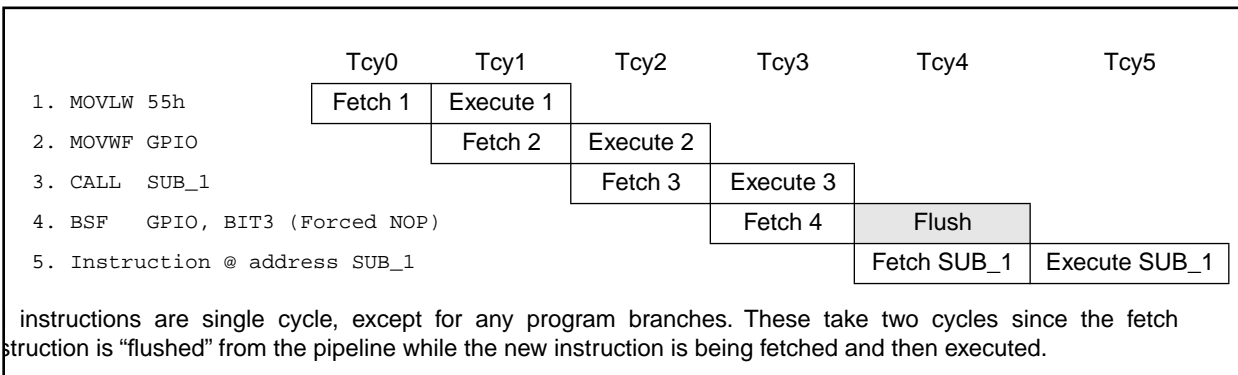 Tcy0 Tcy1 Tcy2 Tcy3 Tcy4 Tcy5
1. MOVLW 55h Fetch 1 Execute 1
2. MOVWF GPIO Fetch 2 Execute 2
3. CALL SUB_1 Fetch 3 Execute 3
4. BSF GPIO, BIT3 (Forced NOP) Fetch 4 Flush
5. Instruction @ address SUB_1 Fetch SUB_1 Execute SUB_1
instructions are single cycle, except for any program branches. These take two cycles since the fetch
struction is “flushed” from the pipeline while the new instruction is being fetched and then executed.